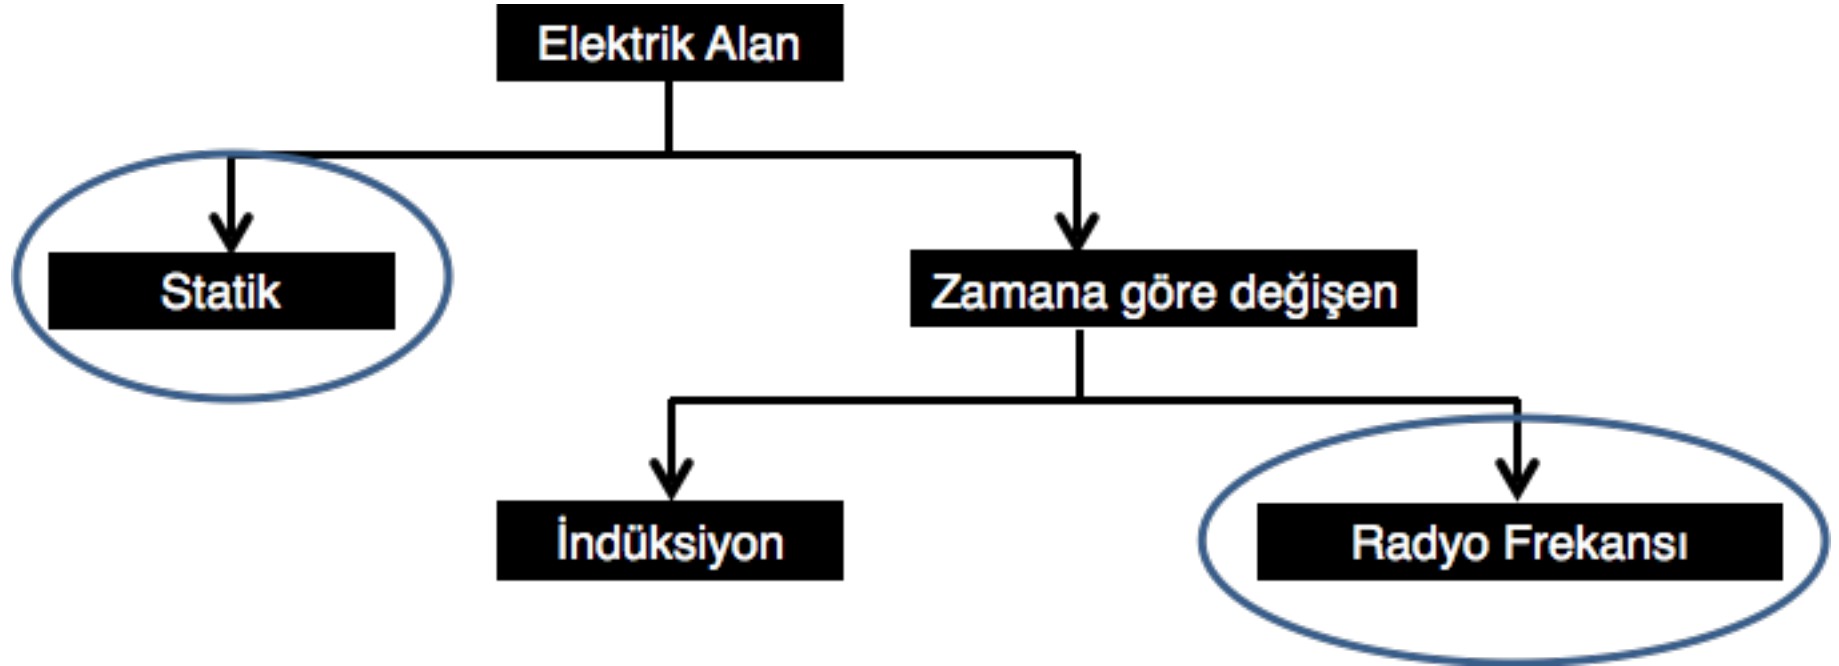 Elektrik Alan
Statik
Zamana göre değişen
İndüksiyon
Radyo Frekansı